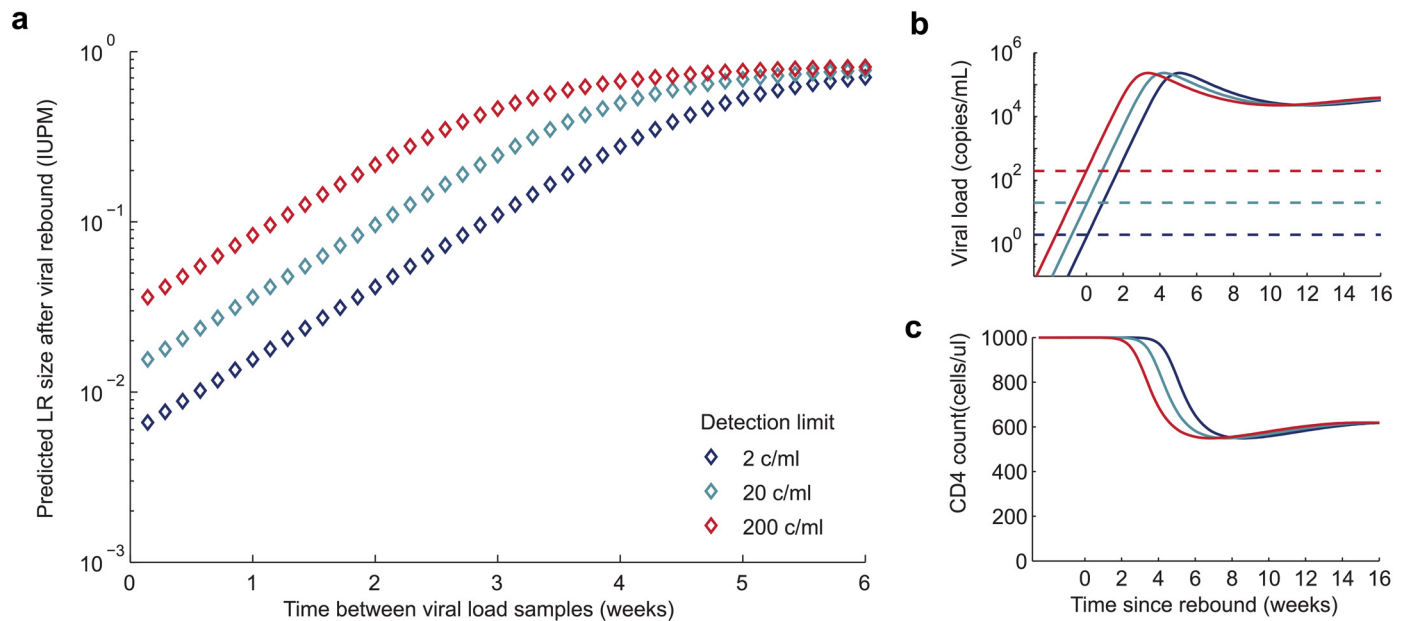 a
Predicted LR size after viral rebound (IUPM)
10^0
10^−1
10^−2
10^−3
0 1 2 3 4 5 6
Time between viral load samples (weeks)
Detection limit
2 c/ml
20 c/ml
200 c/ml
b
Viral load (copies/mL)
10^6
10^4
10^2
10^0
0 2 4 6 8 10 12 14 16
c
CD4 count(cells/ul)
1000
800
600
400
200
0
0 2 4 6 8 10 12 14 16
Time since rebound (weeks)